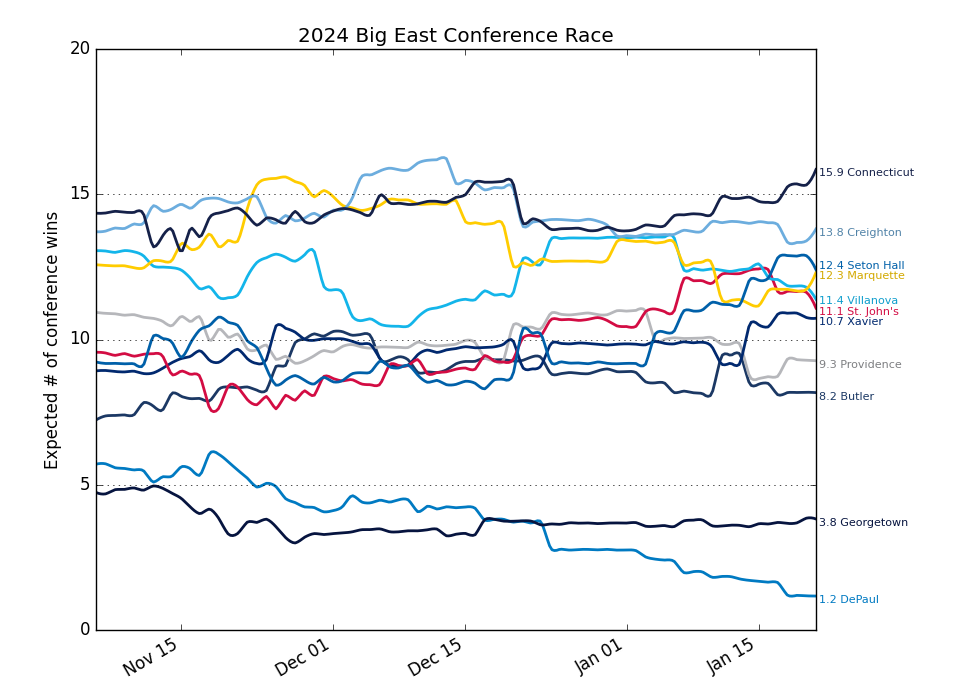 2024 Big East Conference Race
Expected # of conference wins
20
15
10
5
0
Nov 15
Dec 01
Dec 15
Jan 01
Jan 15
15.9 Connecticut
13.8 Creighton
12.4 Seton Hall
12.3 Marquette
11.4 Villanova
11.1 St. John's
10.7 Xavier
9.3 Providence
8.2 Butler
3.8 Georgetown
1.2 DePaul